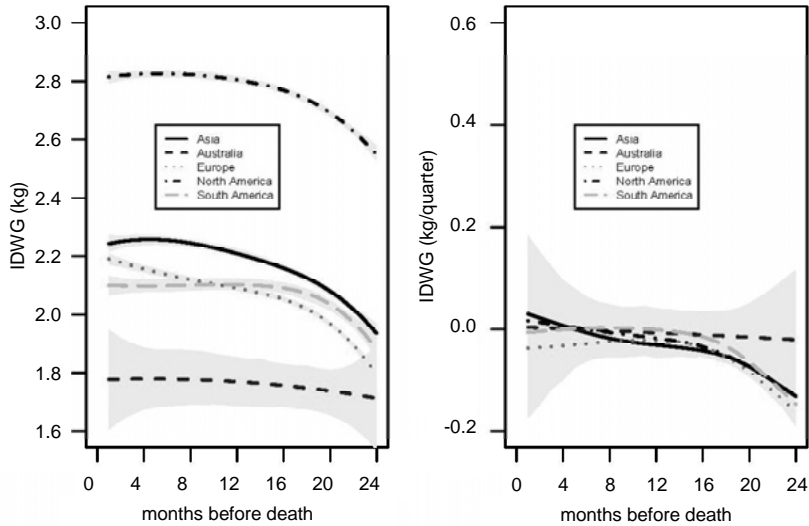 3.0
2.8
2.6
2.4
2.2
2.0
1.8
1.6
IDWG (kg)
Asia
Australia
Europe
North America
South America
0 4 8 12 16 20 24
months before death
0.6
0.4
0.2
0.0
-0.2
IDWG (kg/quarter)
Asia
Australia
Europe
North America
South America
0 4 8 12 16 20 24
months before death